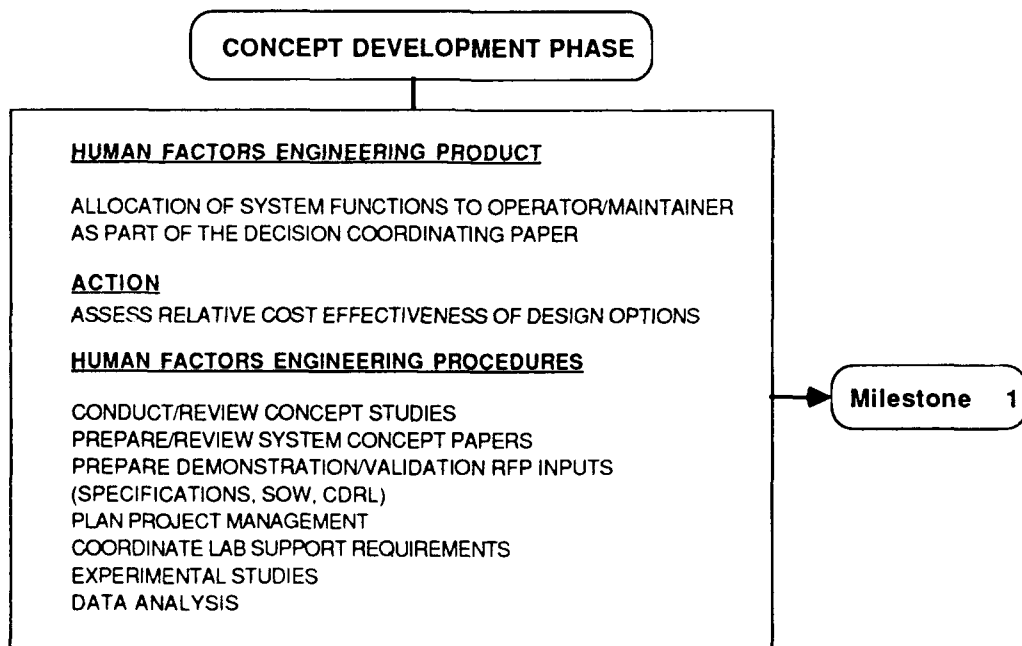 CONCEPT DEVELOPMENT PHASE
HUMAN FACTORS ENGINEERING PRODUCT
ALLOCATION OF SYSTEM FUNCTIONS TO OPERATOR/MAINTAINER
AS PART OF THE DECISION COORDINATING PAPER
ACTION
ASSESS RELATIVE COST EFFECTIVENESS OF DESIGN OPTIONS
HUMAN FACTORS ENGINEERING PROCEDURES
CONDUCT/REVIEW CONCEPT STUDIES
PREPARE/REVIEW SYSTEM CONCEPT PAPERS
PREPARE DEMONSTRATION/VALIDATION RFP INPUTS
(SPECIFICATIONS, SOW, CDRL)
PLAN PROJECT MANAGEMENT
COORDINATE LAB SUPPORT REQUIREMENTS
EXPERIMENTAL STUDIES
DATA ANALYSIS
Milestone 1